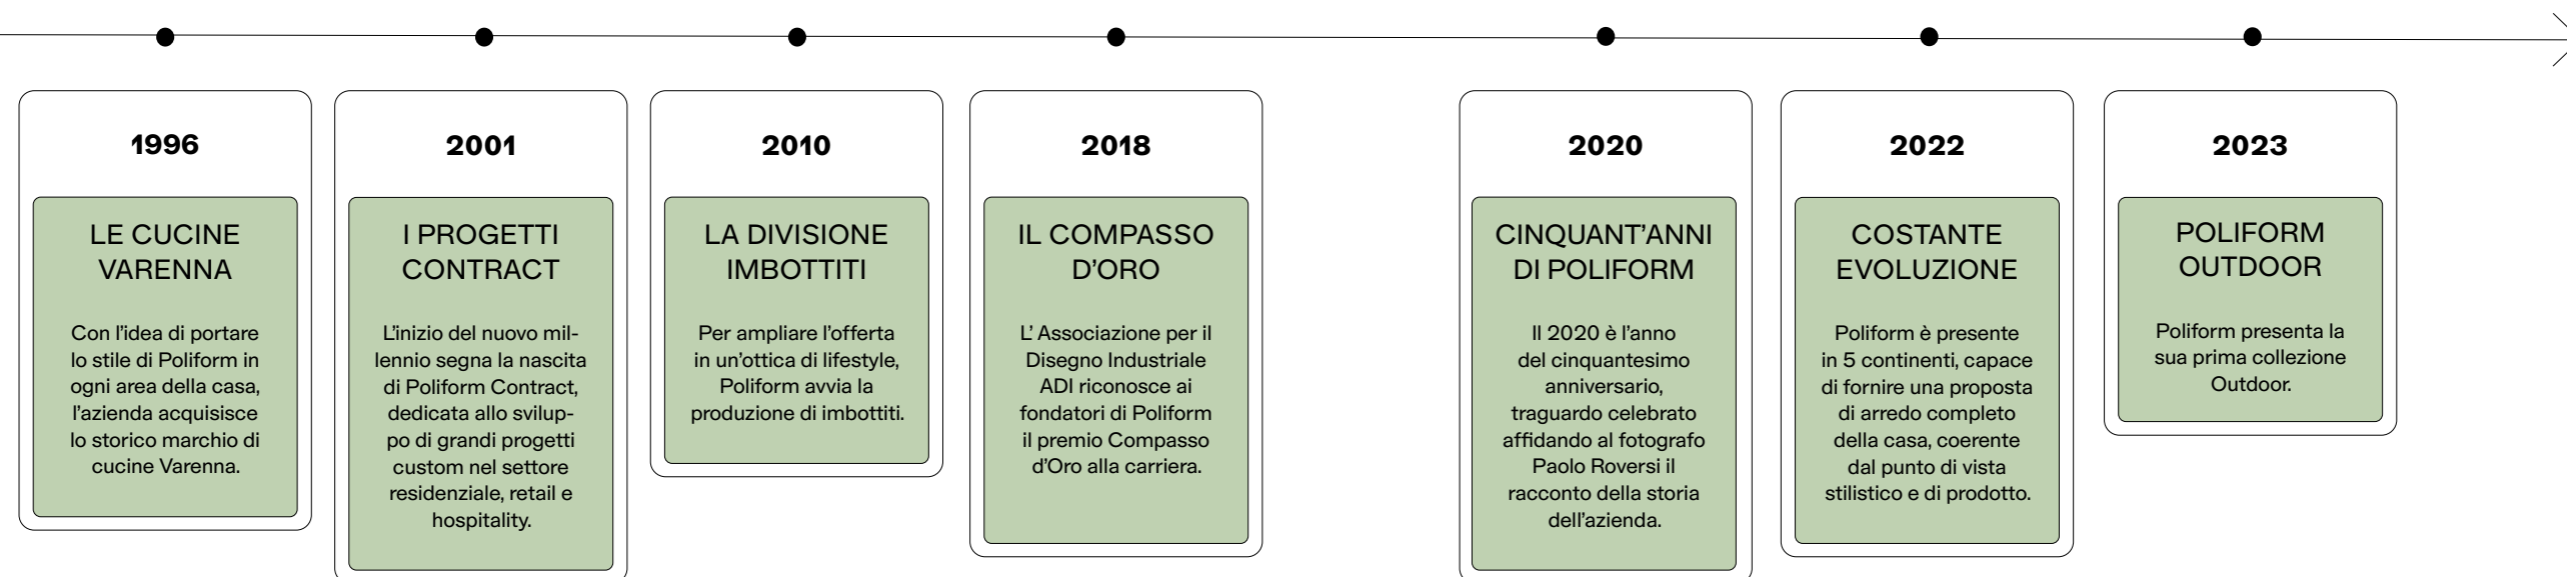 1996
LE CUCINE
VARENNA
Con l'idea di portare
lo stile di Poliform in
ogni area della casa,
l'azienda acquisisce
lo storico marchio di
cucine Varenna.
2001
I PROGETTI
CONTRACT
L'inizio del nuovo mil-
lennio segna la nascita
di Poliform Contract,
dedicata allo svilup-
po di grandi progetti
custom nel settore
residenziale, retail e
hospitality.
2010
LA DIVISIONE
IMBOTTITI
Per ampliare l'offerta
in un'ottica di lifestyle,
Poliform avvia la
produzione di imbottiti.
2018
IL COMPASSO
D'ORO
L' Associazione per il
Disegno Industriale
ADI riconosce ai
fondatori di Poliform
il premio Compasso
d'Oro alla carriera.
2020
CINQUANT'ANNI
DI POLIFORM
Il 2020 è l'anno
del cinquantesimo
anniversario,
traguardo celebrato
affidando al fotografo
Paolo Roversi il
racconto della storia
dell'azienda.
2022
COSTANTE
EVOLUZIONE
Poliform è presente
in 5 continenti, capace
di fornire una proposta
di arredo completo
della casa, coerente
dal punto di vista
stilistico e di prodotto.
2023
POLIFORM
OUTDOOR
Poliform presenta la
sua prima collezione
Outdoor.